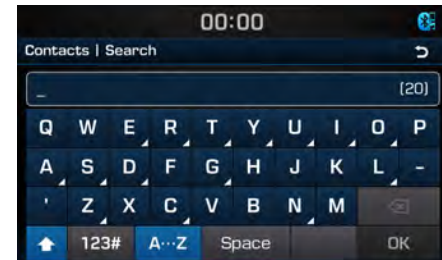 00:00
Contacts | Search
_ (20)
Q W E R T Y U I O P
A S D F G H J K L -
' Z X C V B N M
123# A···Z Space OK